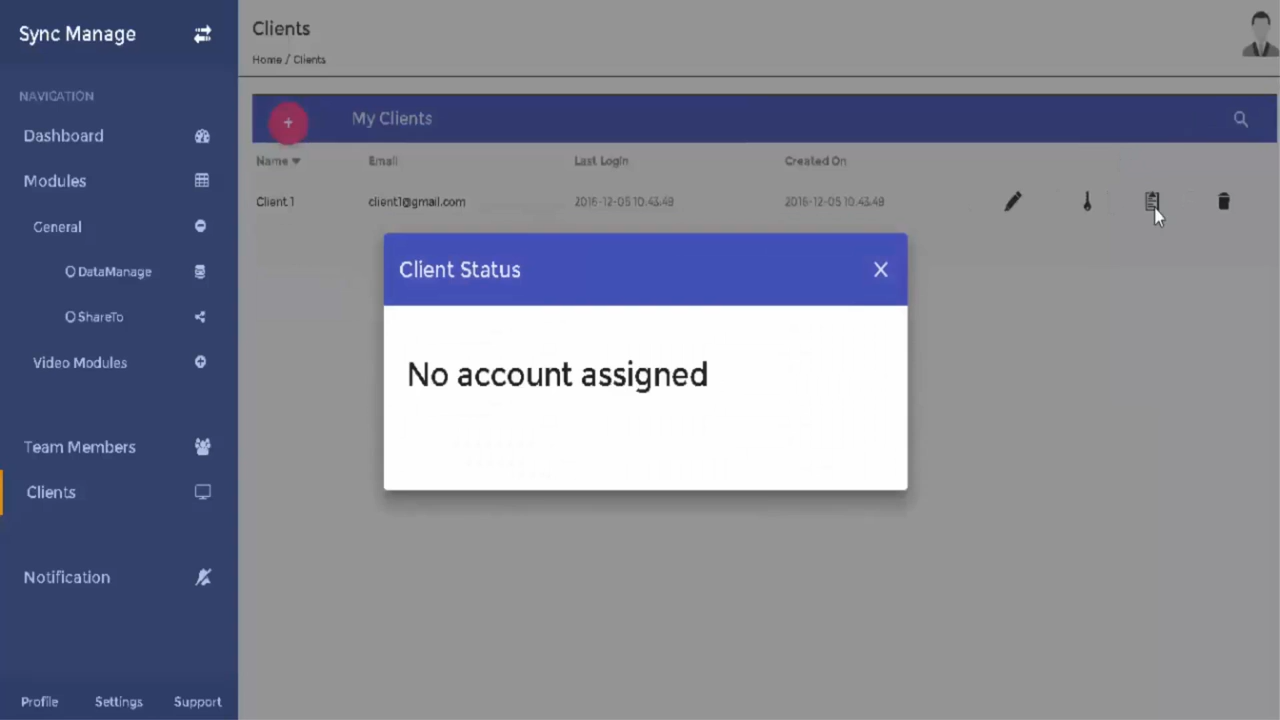 Sync Manage
NAVIGATION
Dashboard
Modules
General
DataManage
ShareTo
Video Modules
Team Members
Clients
Notification
Profile Settings Support
Clients
Home / Clients
+ My Clients
Name Email Last Login Created On
Client 1 client1@gmail.com 2016-12-05 10.43.49 2016-12-05 10.43.49
Client Status X
No account assigned